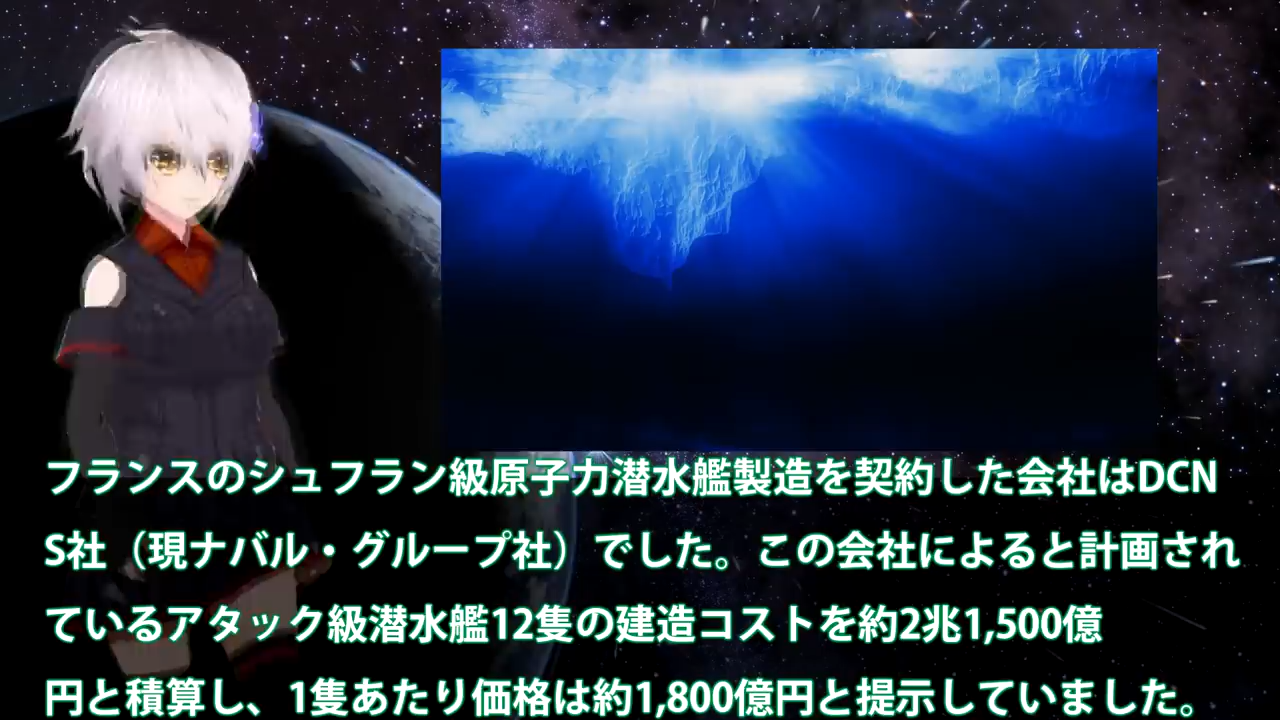 フランスのシュフラン級原子力潜水艦製造を契約した会社はDCN
S社（現ナバル・グループ社）でした。この会社によると計画され
ているアタック級潜水艦12隻の建造コストを約2兆1,500億
円と積算し、1隻あたり価格は約1,800億円と提示していました。